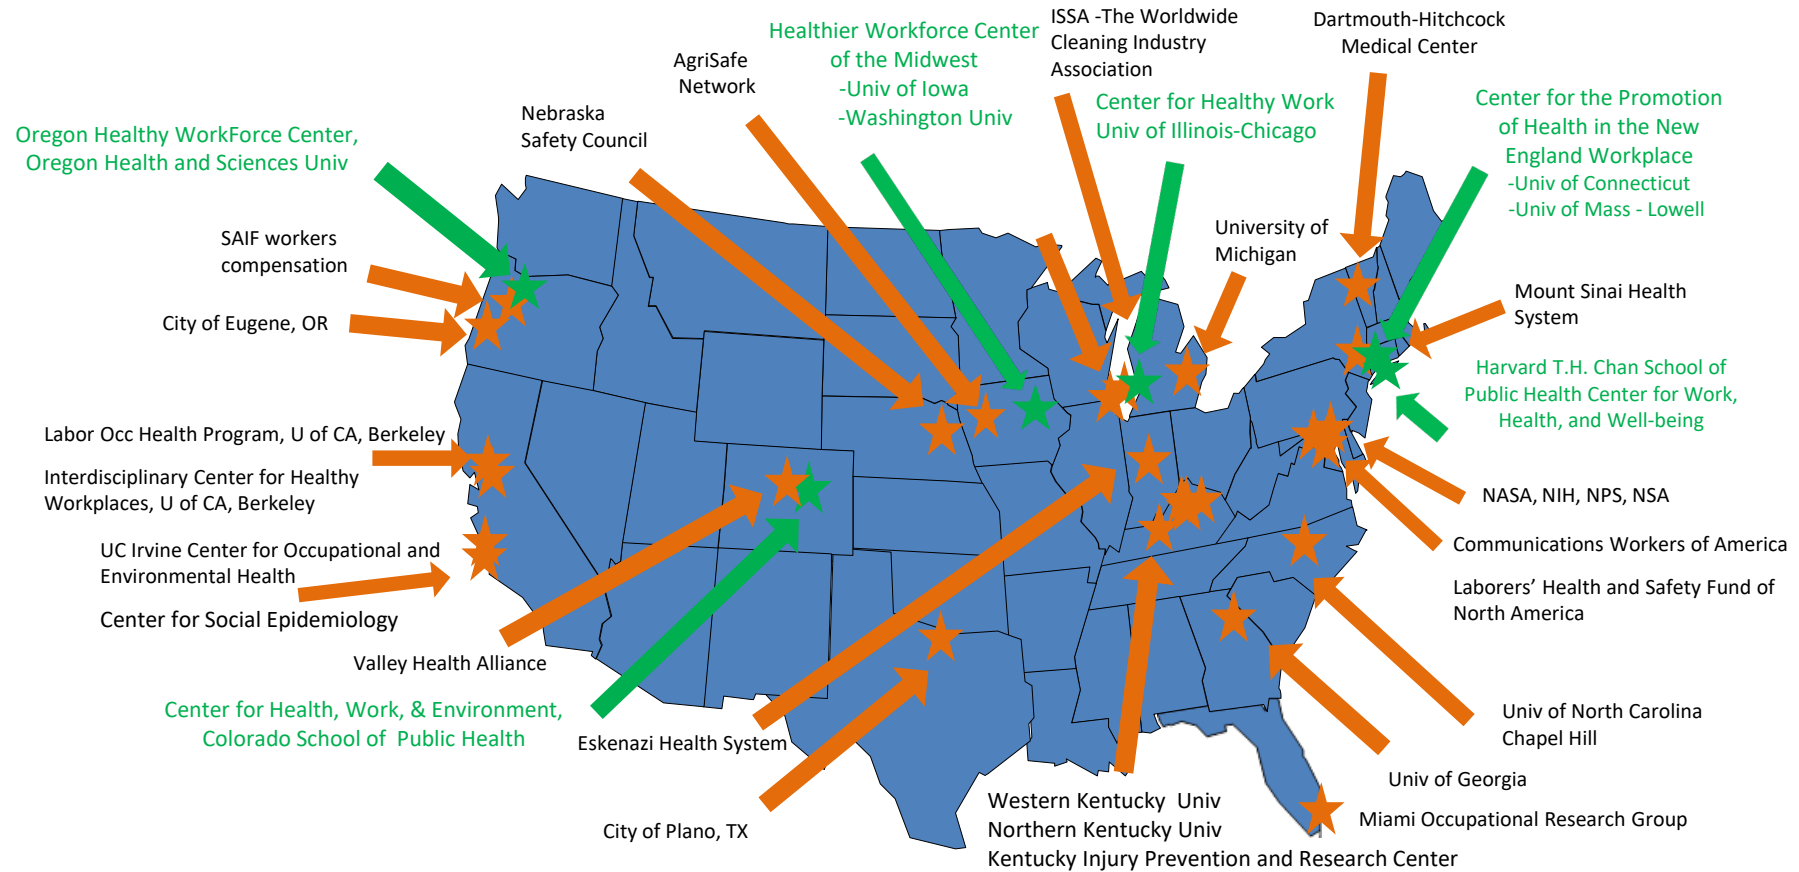 ISSA -The Worldwide
Cleaning Industry
Association
Dartmouth-Hitchcock
Medical Center
Healthier Workforce Center
of the Midwest
-Univ of Iowa
-Washington Univ
AgriSafe
Network
Nebraska
Safety Council
Center for Healthy Work
Univ of Illinois-Chicago
Center for the Promotion
of Health in the New
England Workplace
-Univ of Connecticut
-Univ of Mass - Lowell
Oregon Healthy WorkForce Center,
Oregon Health and Sciences Univ
SAIF workers
compensation
University of
Michigan
City of Eugene, OR
Mount Sinai Health
System
Harvard T.H. Chan School of
Public Health Center for Work,
Health, and Well-being
Labor Occ Health Program, U of CA, Berkeley
Interdisciplinary Center for Healthy
Workplaces, U of CA, Berkeley
NASA, NIH, NPS, NSA
UC Irvine Center for Occupational and
Environmental Health
Communications Workers of America
Center for Social Epidemiology
Laborers’ Health and Safety Fund of
North America
Valley Health Alliance
Center for Health, Work, & Environment,
Colorado School of Public Health
Eskenazi Health System
Univ of North Carolina
Chapel Hill
Univ of Georgia
City of Plano, TX
Western Kentucky Univ
Northern Kentucky Univ
Kentucky Injury Prevention and Research Center
Miami Occupational Research Group